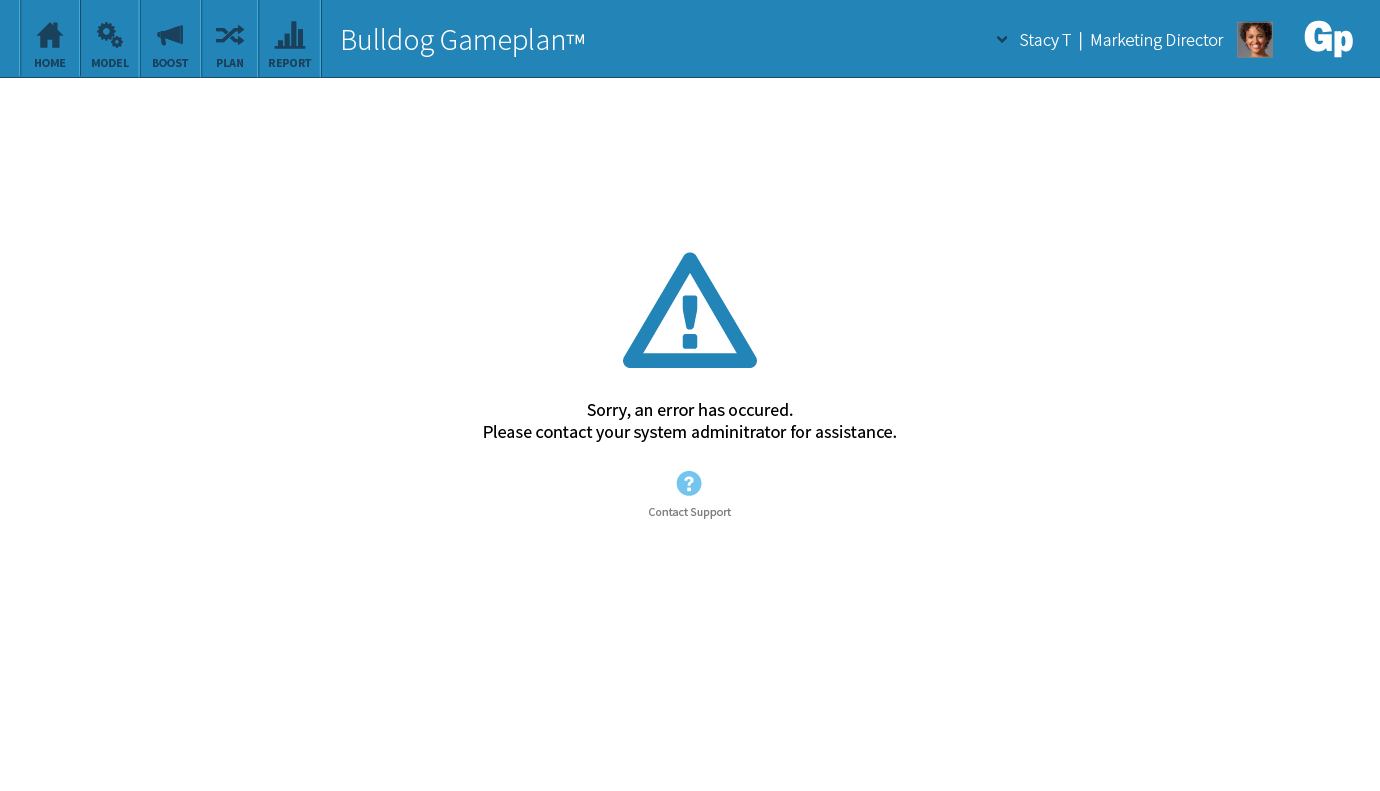 HOME MODEL BOOST PLAN REPORT
Bulldog Gameplan™
Stacy T | Marketing Director
Gp
Sorry, an error has occured.
Please contact your system adminitrator for assistance.
Contact Support